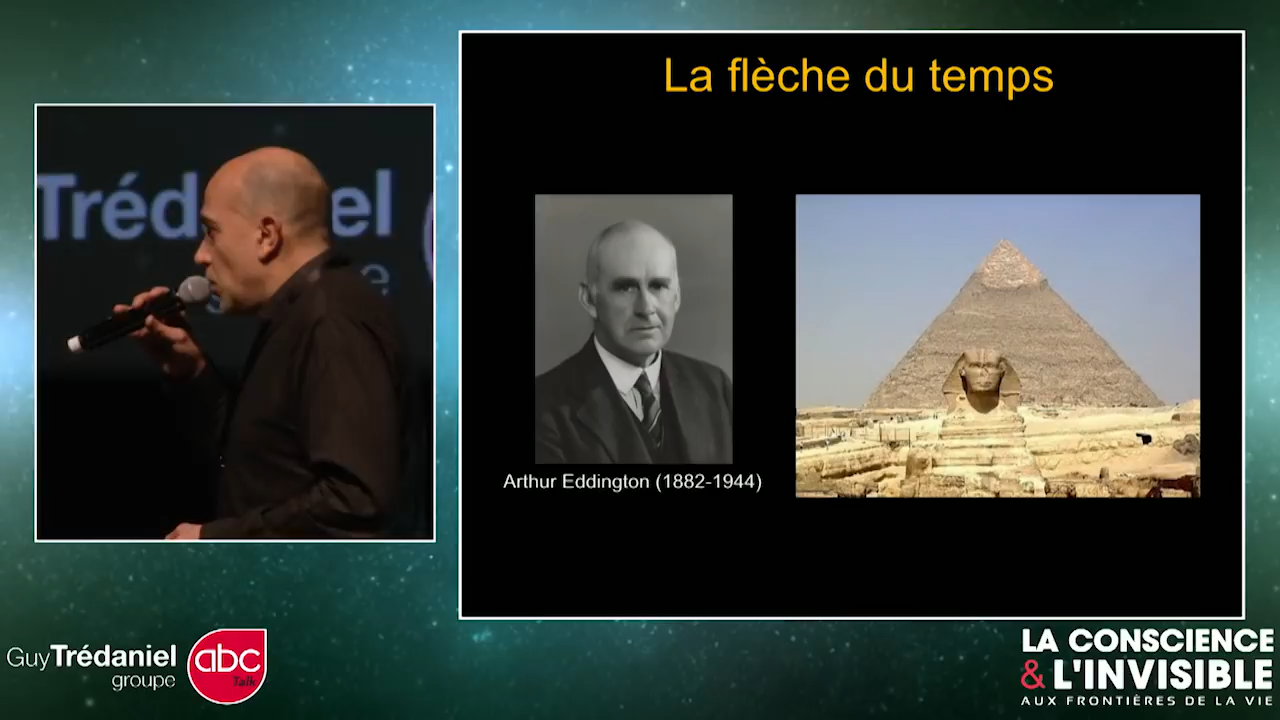 La flèche du temps
Arthur Eddington (1882-1944)
Guy Trédaniel
groupe
abc
Talk
LA CONSCIENCE
& L'INVISIBLE
AUX FRONTIÈRES DE LA VIE